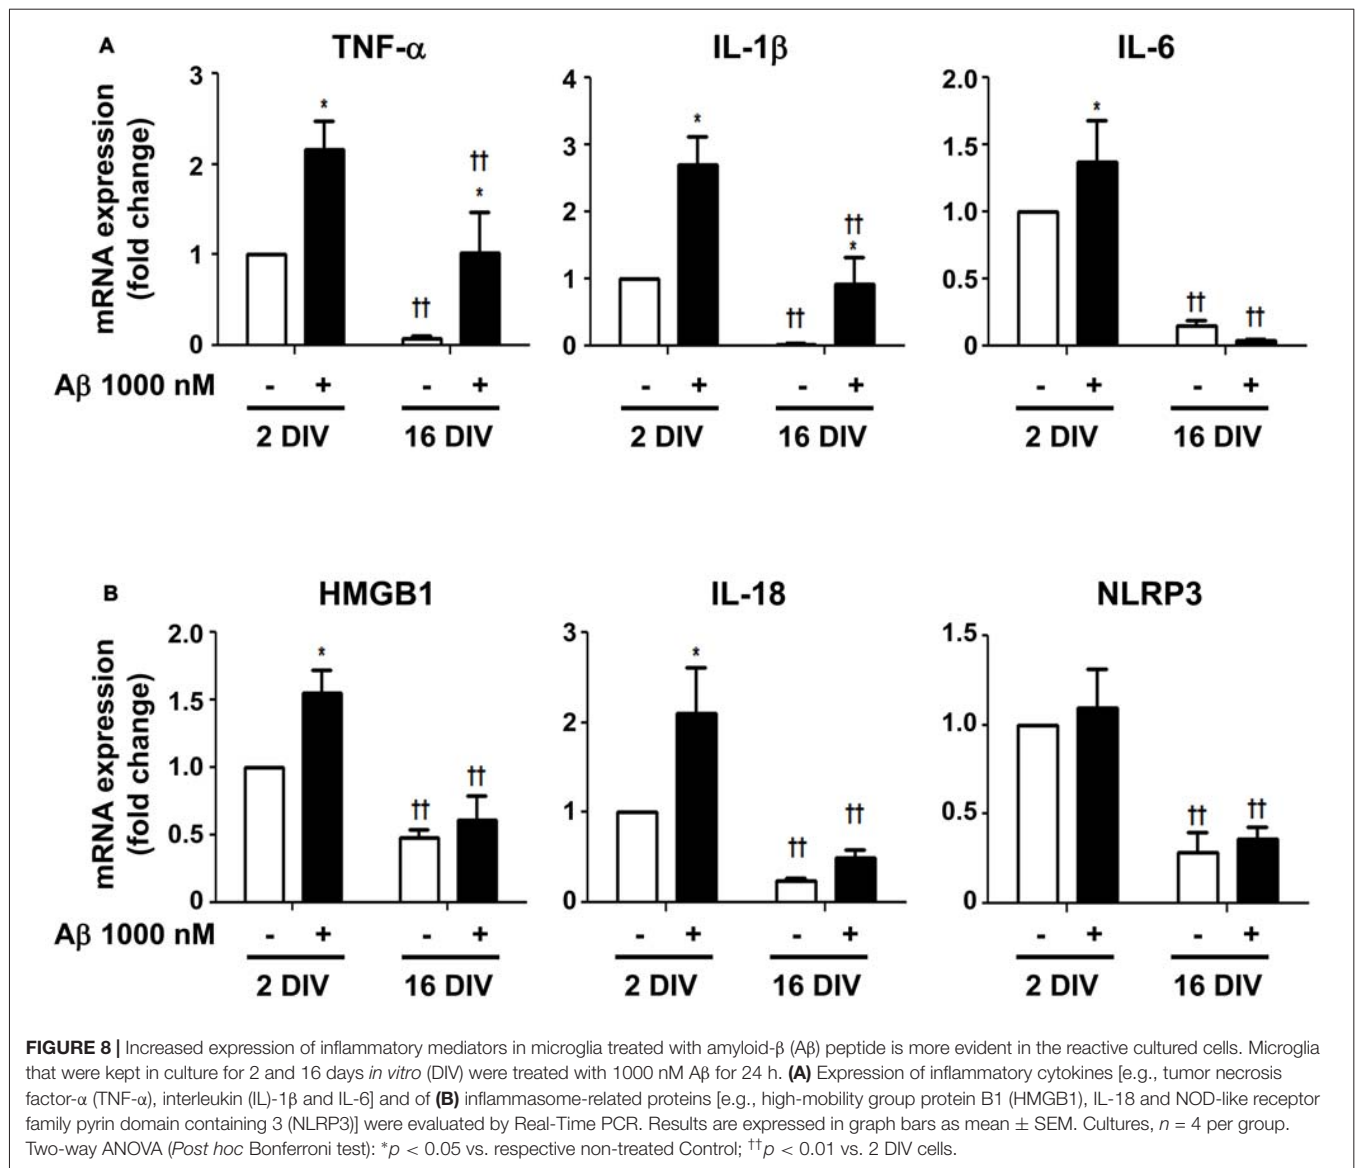 A
TNF-α
IL-1β
IL-6
mRNA expression
(fold change)
3
2
1
0
* †† * ††
4
3
2
1
0
* †† * ††
2.0
1.5
1.0
0.5
0
* †† ††
Aβ 1000 nM - + - + - + - + - + - +
2 DIV 16 DIV 2 DIV 16 DIV 2 DIV 16 DIV
B
HMGB1
IL-18
NLRP3
mRNA expression
(fold change)
2.0
1.5
1.0
0.5
0
* †† ††
3
2
1
0
* †† ††
1.5
1.0
0.5
0
†† ††
Aβ 1000 nM - + - + - + - + - + - +
2 DIV 16 DIV 2 DIV 16 DIV 2 DIV 16 DIV
FIGURE 8 | Increased expression of inflammatory mediators in microglia treated with amyloid-β (Aβ) peptide is more evident in the reactive cultured cells. Microglia
that were kept in culture for 2 and 16 days in vitro (DIV) were treated with 1000 nM Aβ for 24 h. (A) Expression of inflammatory cytokines [e.g., tumor necrosis
factor-α (TNF-α), interleukin (IL)-1β and IL-6] and of (B) inflammasome-related proteins [e.g., high-mobility group protein B1 (HMGB1), IL-18 and NOD-like receptor
family pyrin domain containing 3 (NLRP3)] were evaluated by Real-Time PCR. Results are expressed in graph bars as mean ± SEM. Cultures, n = 4 per group.
Two-way ANOVA (Post hoc Bonferroni test): *p < 0.05 vs. respective non-treated Control; ††p < 0.01 vs. 2 DIV cells.